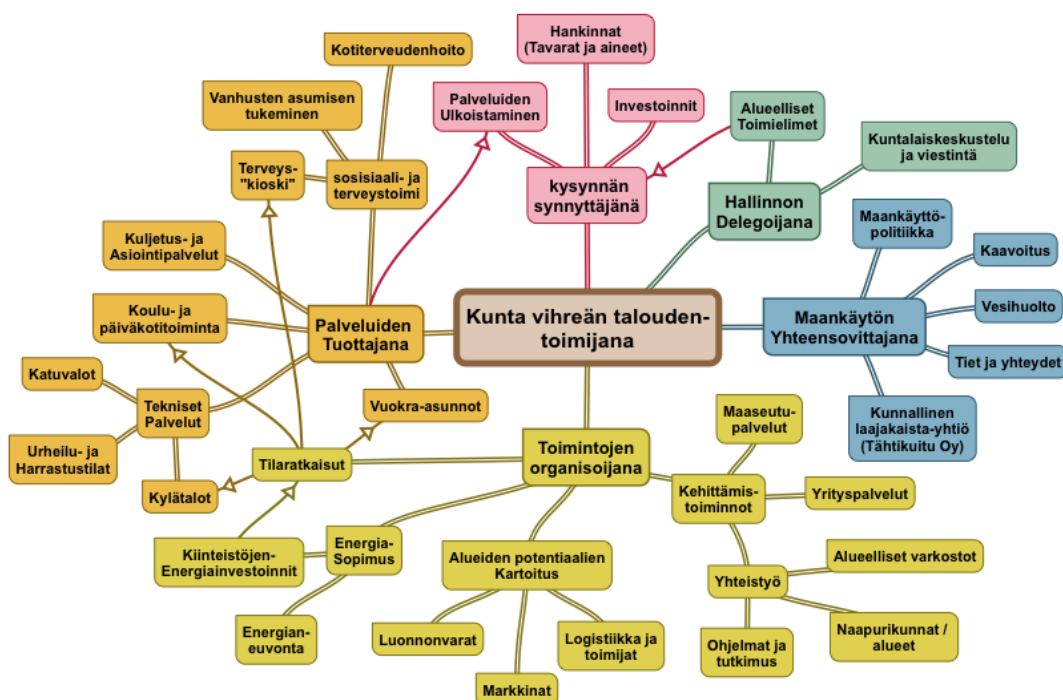 Kunta vihreän talouden-
toimijana
Hankinnat
(Tavarat ja aineet)
Palveluiden
Ulkoistaminen
Investoinnit
kysynnän
synnyttäjänä
Alueelliset
Toimielimet
Kuntalaiskeskustelu
ja viestintä
Hallinnon
Delegoijana
Maankäyttö-
politiikka
Kaavoitus
Vesihuolto
Maankäytön
Yhteensovittajana
Tiet ja yhteydet
Kunnallinen
laajakaista-yhtiö
(Tähtikuitu Oy)
Kotiterveudenhoito
Vanhusten asumisen
tukeminen
Terveys-
"kioski"
sosisiaali- ja
terveystoimi
Kuljetus- ja
Asiointipalvelut
Koulu- ja
päiväkotitoiminta
Palveluiden
Tuottajana
Katuvalot
Tekniset
Palvelut
Urheilu- ja
Harrastustilat
Kylätalot
Vuokra-asunnot
Toimintojen
organisoijana
Tilaratkaisut
Kiinteistöjen-
Energiainvestoinnit
Energia-
Sopimus
Energian-
euvonta
Alueiden potentiaalien
Kartoitus
Luonnonvarat
Markkinat
Logistiikka ja
toimijat
Maaseutu-
palvelut
Kehittämis-
toiminnot
Yrityspalvelut
Yhteistyö
Alueelliset varkostot
Naapurikunnat /
alueet
Ohjelmat ja
tutkimus